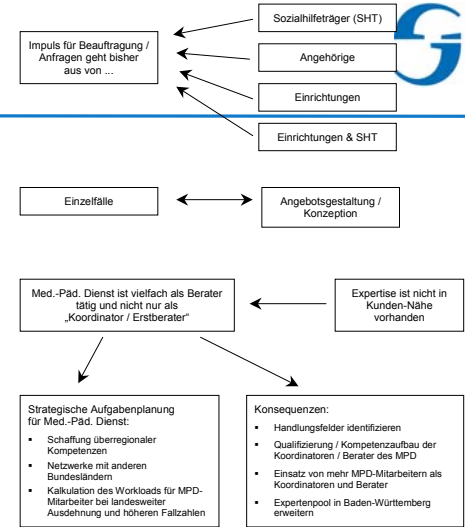 Sozialhilfeträger (SHT)
Impuls für Beauftragung /
Anfragen geht bisher
aus von ...
Angehörige
Einrichtungen
Einrichtungen & SHT
Einzelfälle
Angebotsgestaltung /
Konzeption
Med.-Päd. Dienst ist vielfach als Berater
tätig und nicht nur als
„Koordinator / Erstberater“
Expertise ist nicht in
Kunden-Nähe
vorhanden
Strategische Aufgabenplanung
für Med.-Päd. Dienst:
▪ Schaffung überregionaler
Kompetenzen
▪ Netzwerke mit anderen
Bundesländern
▪ Kalkulation des Workloads für MPD-
Mitarbeiter bei landesweiter
Ausdehnung und höheren Fallzahlen
Konsequenzen:
▪ Handlungsfelder identifizieren
▪ Qualifizierung / Kompetenzaufbau der
Koordinatoren / Berater des MPD
▪ Einsatz von mehr MPD-Mitarbeitern als
Koordinatoren und Berater
▪ Expertenpool in Baden-Württemberg
erweitern